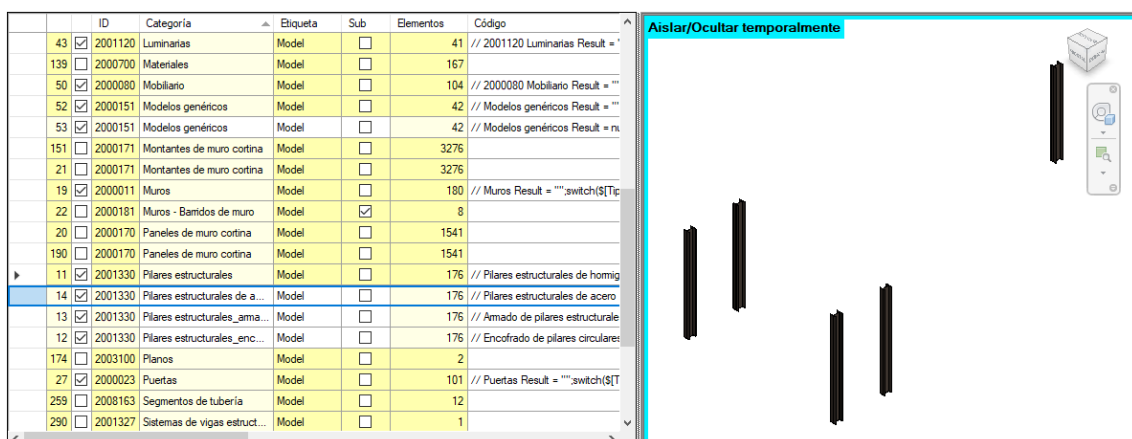 ID Categoría Etiqueta Sub Elementos Código
43 2001120 Luminarias Model 41 // 2001120 Luminarias Result = "
139 2000700 Materiales Model 167
50 2000080 Mobiliario Model 104 // 2000080 Mobiliario Result = ""
52 2000151 Modelos genéricos Model 42 // Modelos genéricos Result = ""
53 2000151 Modelos genéricos Model 42 // Modelos genéricos Result = nu
151 2000171 Montantes de muro cortina Model 3276
21 2000171 Montantes de muro cortina Model 3276
19 2000011 Muros Model 180 // Muros Result = "";switch($[Tip
22 2000181 Muros - Barridos de muro Model 8
20 2000170 Paneles de muro cortina Model 1541
190 2000170 Paneles de muro cortina Model 1541
11 2001330 Pilares estructurales Model 176 // Pilares estructurales de hormig
14 2001330 Pilares estructurales de a... Model 176 // Pilares estructurales de acero
13 2001330 Pilares estructurales_arma... Model 176 // Armado de pilares estructurale
12 2001330 Pilares estructurales_enc... Model 176 // Encofrado de pilares circulares
174 2003100 Planos Model 2
27 2000023 Puertas Model 101 // Puertas Result = "";switch($[T
259 2008163 Segmentos de tubería Model 12
290 2001327 Sistemas de vigas estruct... Model 1
Aislar/Ocultar temporalmente